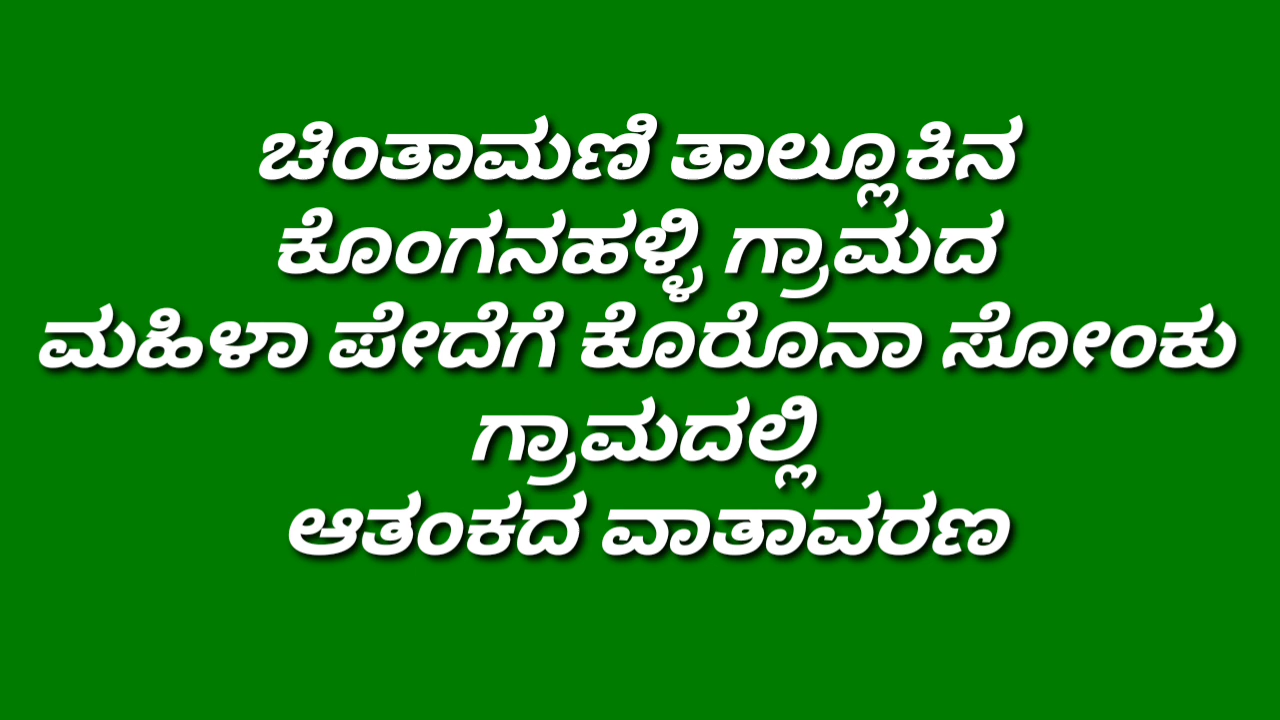 ಚಿಂತಾಮಣಿ ತಾಲ್ಲೂಕಿನ
ಕೊಂಗನಹಳ್ಳಿ ಗ್ರಾಮದ
ಮಹಿಳಾ ಪೇದೆಗೆ ಕೊರೊನಾ ಸೋಂಕು
ಗ್ರಾಮದಲ್ಲಿ
ಆತಂಕದ ವಾತಾವರಣ